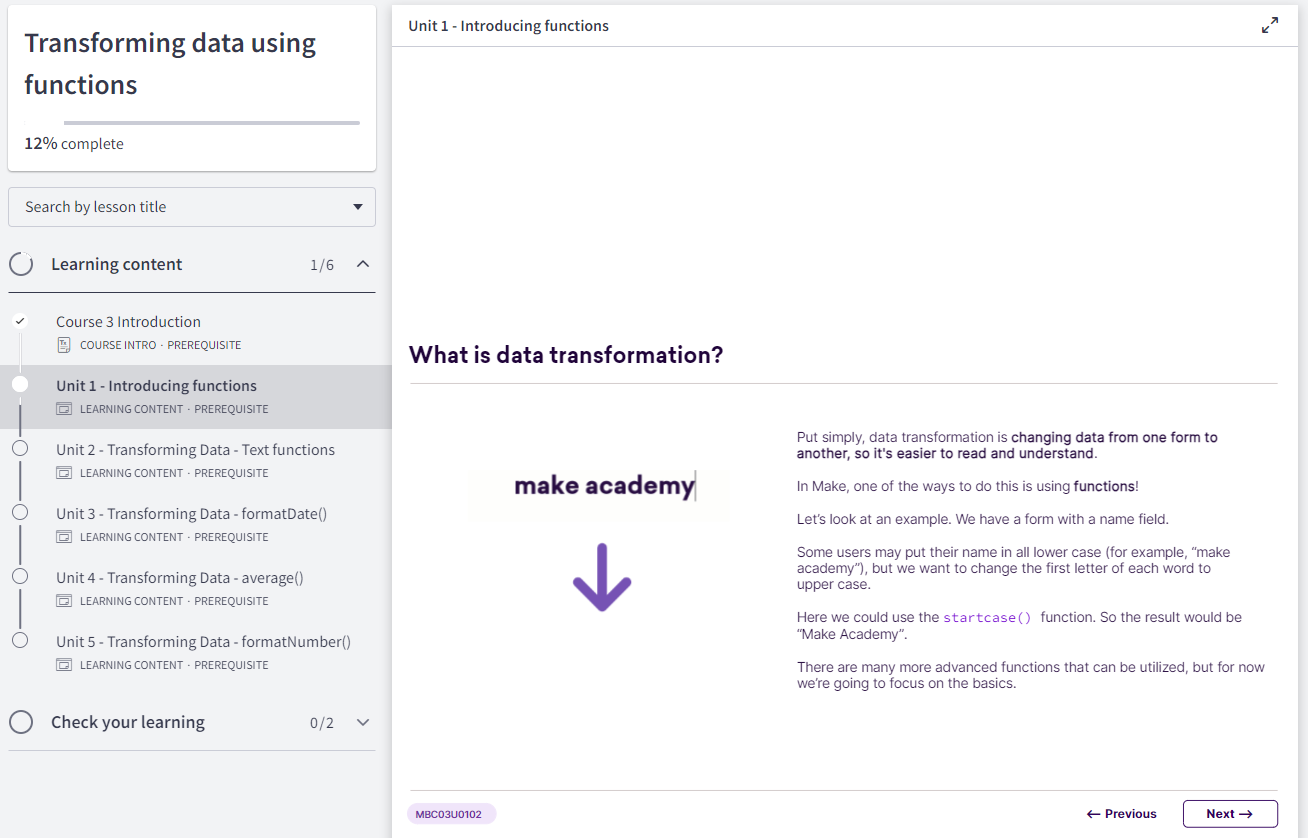 Transforming data using
functions
12% complete
Search by lesson title
Learning content 1/6
Course 3 Introduction
COURSE INTRO · PREREQUISITE
Unit 1 - Introducing functions
LEARNING CONTENT · PREREQUISITE
Unit 2 - Transforming Data - Text functions
LEARNING CONTENT · PREREQUISITE
Unit 3 - Transforming Data - formatDate()
LEARNING CONTENT · PREREQUISITE
Unit 4 - Transforming Data - average()
LEARNING CONTENT · PREREQUISITE
Unit 5 - Transforming Data - formatNumber()
LEARNING CONTENT · PREREQUISITE
Check your learning 0/2
Unit 1 - Introducing functions
What is data transformation?
make academy
Put simply, data transformation is changing data from one form to
another, so it's easier to read and understand.
In Make, one of the ways to do this is using functions!
Let's look at an example. We have a form with a name field.
Some users may put their name in all lower case (for example, “make
academy”), but we want to change the first letter of each word to
upper case.
Here we could use the startcase() function. So the result would be
“Make Academy”.
There are many more advanced functions that can be utilized, but for now
we're going to focus on the basics.
MBC03U0102
← Previous
Next →